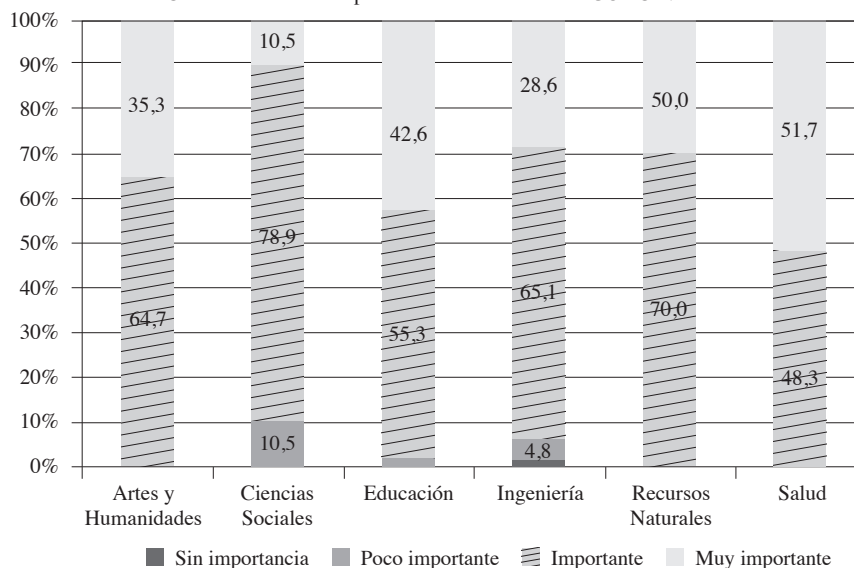 100%
90%
80%
70%
60%
50%
40%
30%
20%
10%
0%
35,3
64,7
10,5
78,9
10,5
42,6
55,3
28,6
65,1
4,8
50,0
70,0
51,7
48,3
Artes y
Humanidades
Ciencias
Sociales
Educación
Ingeniería
Recursos
Naturales
Salud
Sin importancia
Poco importante
Importante
Muy importante